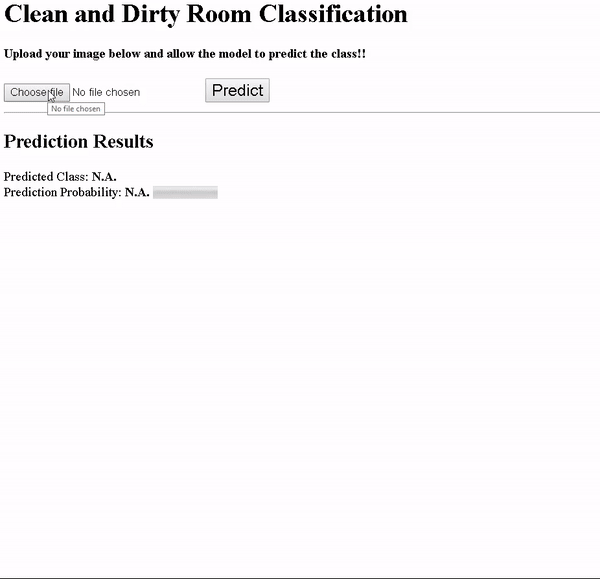 Clean and Dirty Room Classification
Upload your image below and allow the model to predict the class!!
Choose file No file chosen Predict
No file chosen
Prediction Results
Predicted Class: N.A.
Prediction Probability: N.A.